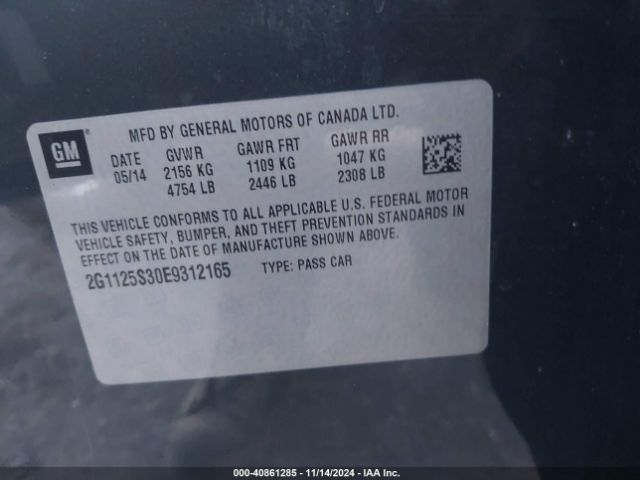 MFD BY GENERAL MOTORS OF CANADA LTD.
GM
®
DATE GVWR GAWR FRT GAWR RR
05/14 2156 KG 1109 KG 1047 KG
4754 LB 2446 LB 2308 LB
THIS VEHICLE CONFORMS TO ALL APPLICABLE U.S. FEDERAL MOTOR
VEHICLE SAFETY, BUMPER, AND THEFT PREVENTION STANDARDS IN
EFFECT ON THE DATE OF MANUFACTURE SHOWN ABOVE.
2G1125S30E9312165 TYPE: PASS CAR
000-40861285 - 11/14/2024 - IAA Inc.